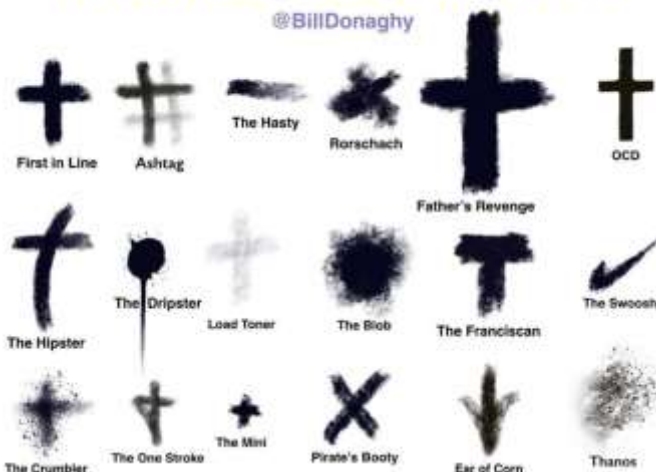 @BillDonaghy
First in Line
Ashtag
The Hasty
Rorschach
Father's Revenge
OCD
The Hipster
The Dripster
Load Toner
The Blob
The Franciscan
The Swoosh
The Crumbler
The One Stroke
The Mini
Pirate's Booty
Ear of Corn
Thanos